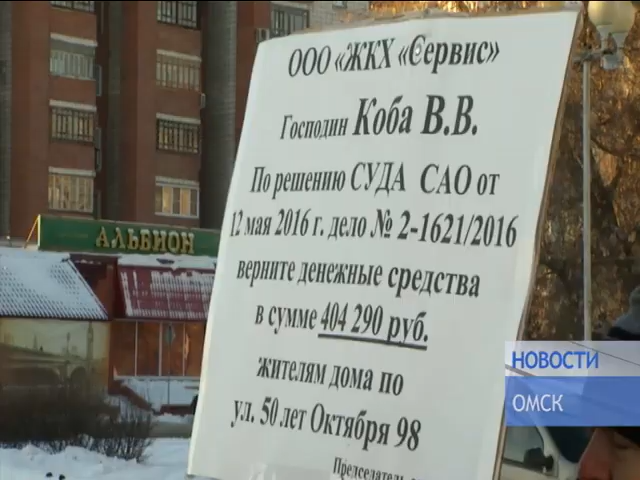 ООО «ЖКХ «Сервис»
Господин Коба В.В.
По решению СУДА САО от
12 мая 2016 г. дело № 2-1621/2016
верните денежные средства
в сумме 404 290 руб.
жителям дома по
ул. 50 лет Октября 98
Председатель
АЛЬБИОН
НОВОСТИ
ОМСК